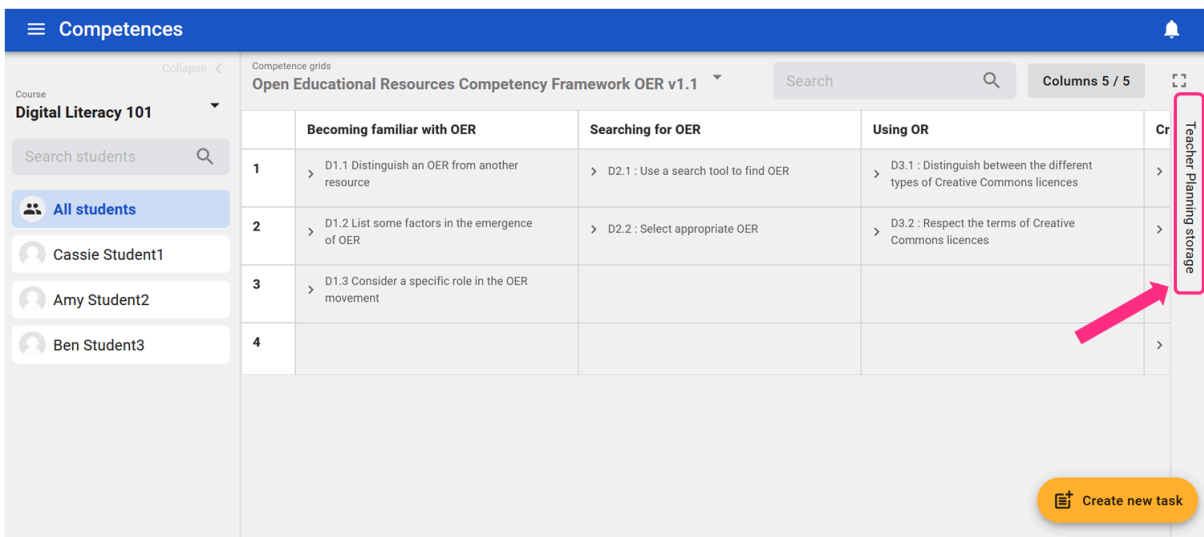 Competences
Collapse
Course
Digital Literacy 101
Search students
All students
Cassie Student1
Amy Student2
Ben Student3
Competence grids
Open Educational Resources Competency Framework OER v1.1
Search
Columns 5 / 5
Becoming familiar with OER
Searching for OER
Using OR
Cr
1
D1.1 Distinguish an OER from another
resource
D2.1 : Use a search tool to find OER
D3.1 : Distinguish between the different
types of Creative Commons licences
2
D1.2 List some factors in the emergence
of OER
D2.2 : Select appropriate OER
D3.2 : Respect the terms of Creative
Commons licences
3
D1.3 Consider a specific role in the OER
movement
4
Teacher Planning storage
Create new task